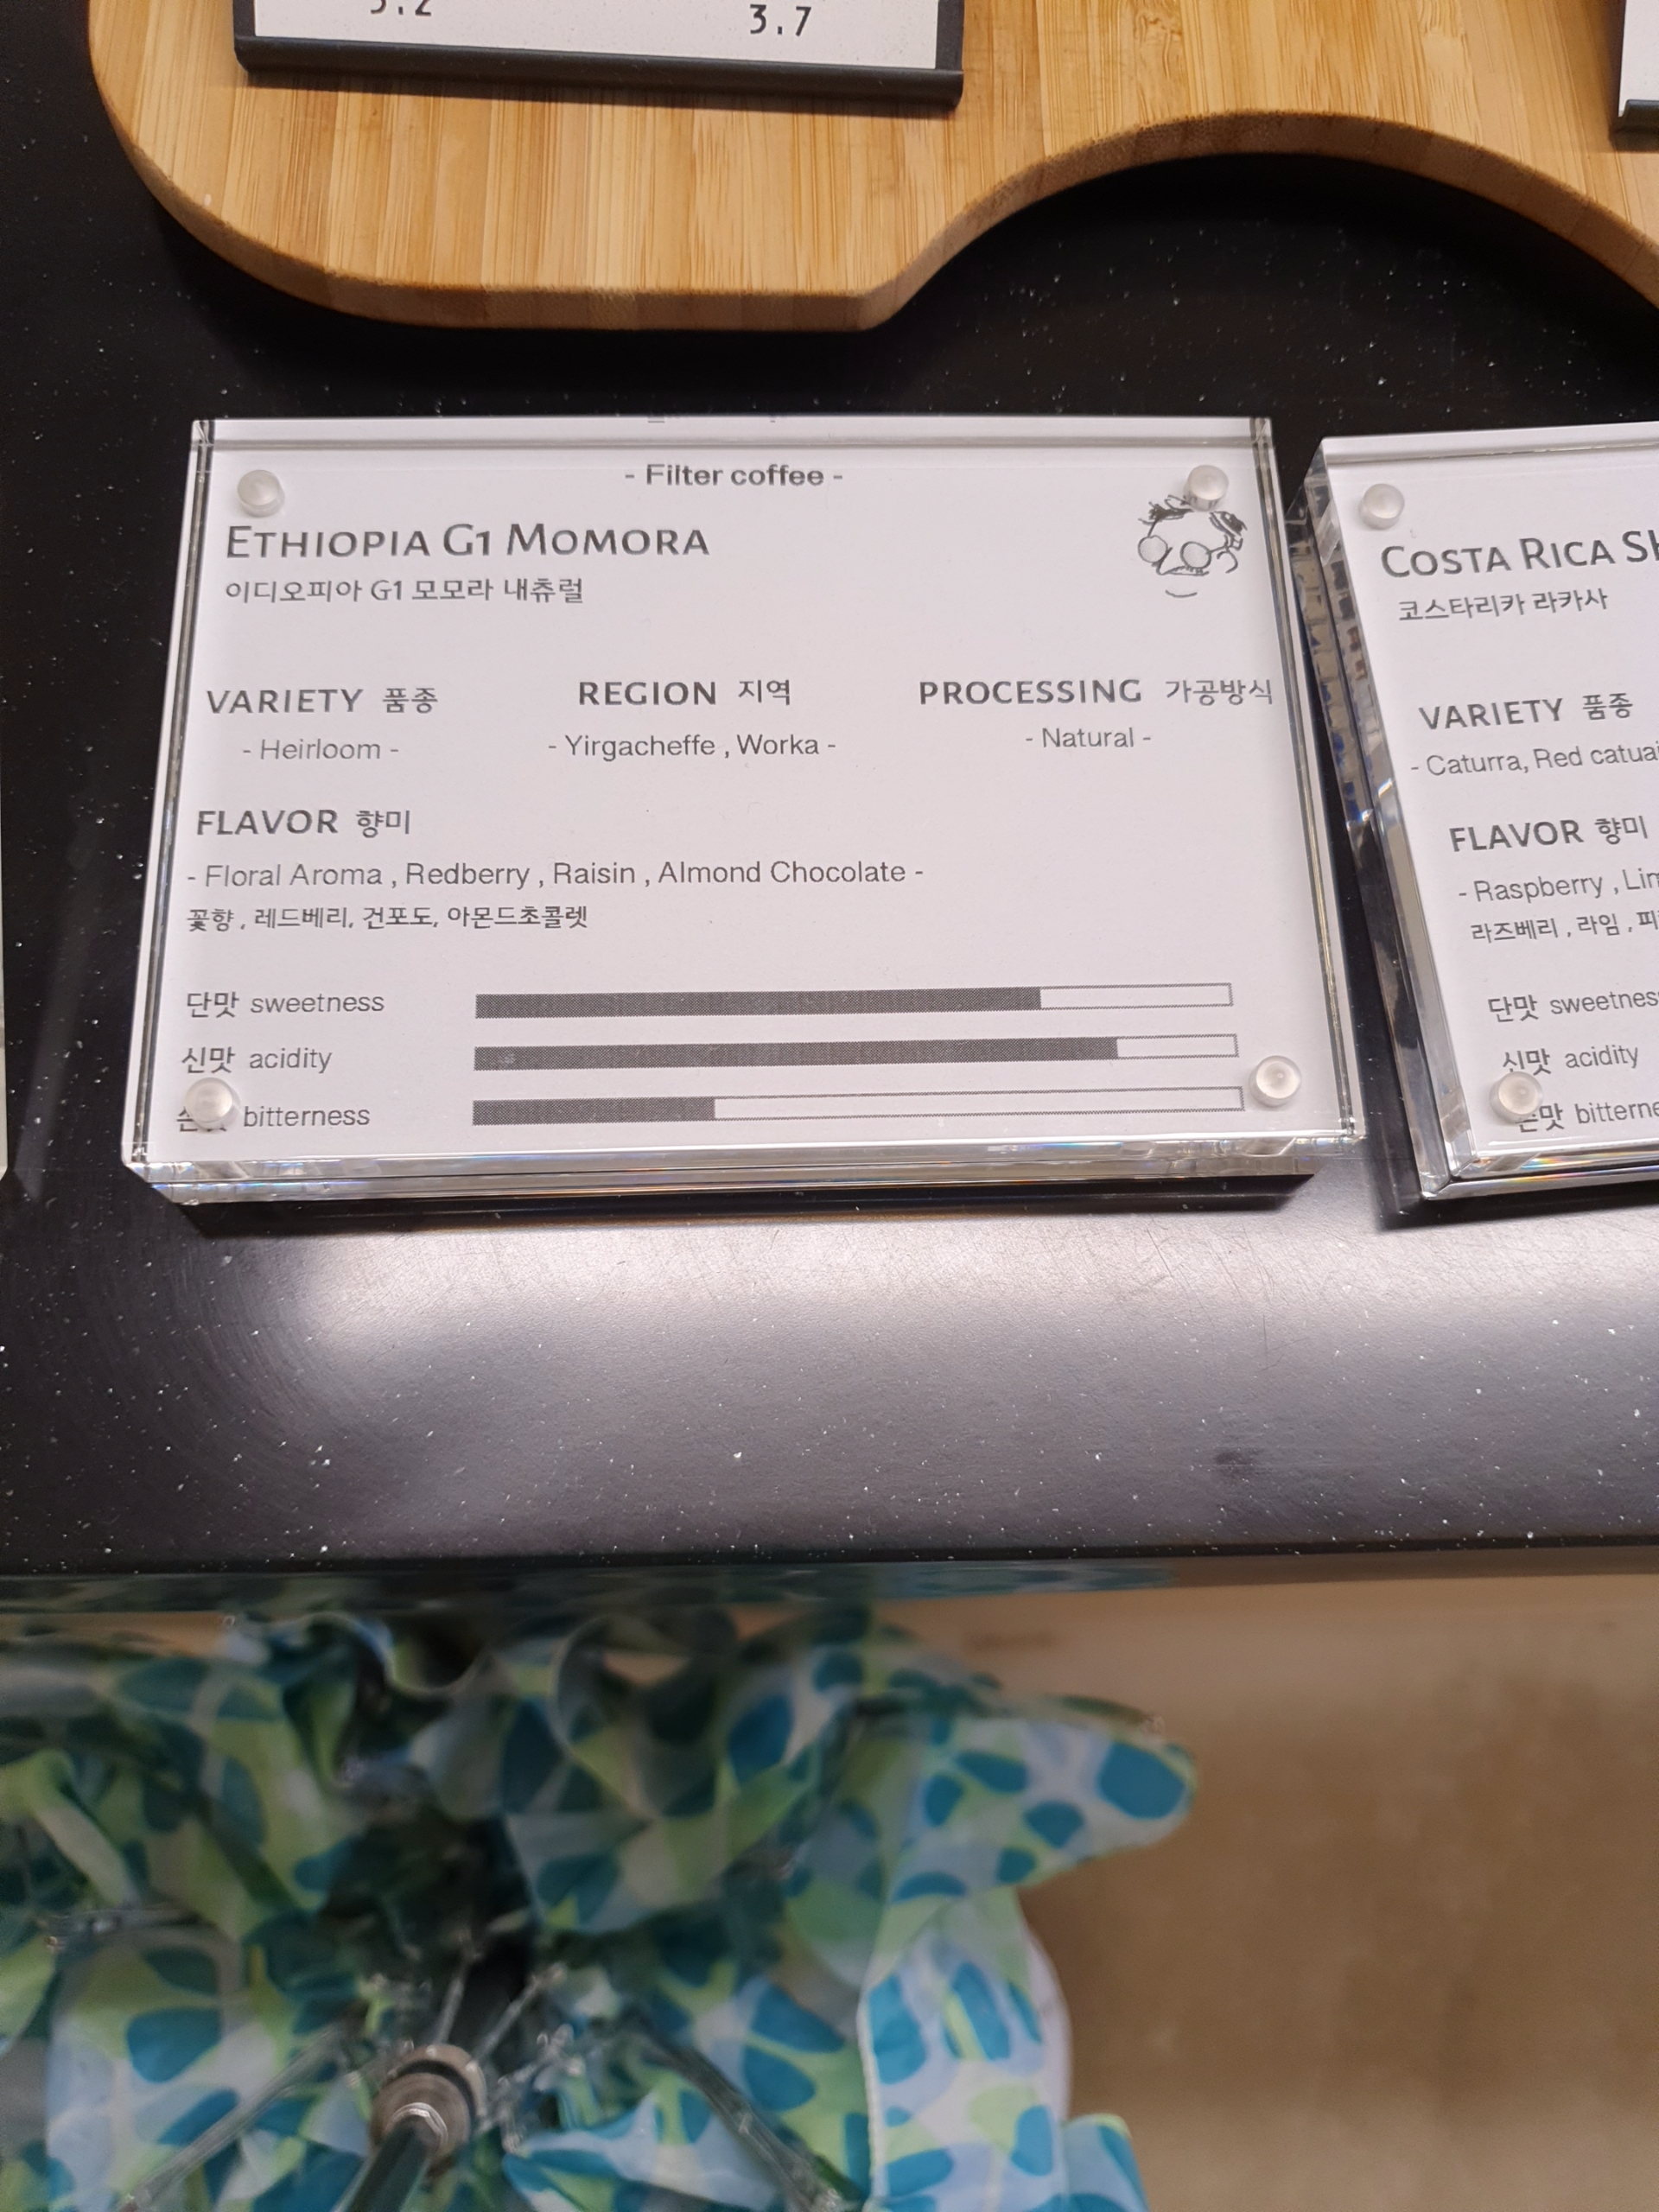 3.7
- Filter coffee -
ETHIOPIA G1 MOMORA
이디오피아 G1 모모라 내츄럴
VARIETY 품종 REGION 지역 PROCESSING 가공방식
- Heirloom - - Yirgacheffe , Worka - - Natural -
FLAVOR 향미
- Floral Aroma , Redberry , Raisin , Almond Chocolate -
꽃향 , 레드베리, 건포도, 아몬드초콜렛
단맛 sweetness
신맛 acidity
bitterness
COSTA RICA
코스타리카 라카사
VARIETY 품종
- Caturra, Red
FLAVOR 향미
- Raspberry ,
라즈베리 , 라임 ,
단맛
신맛 acidity